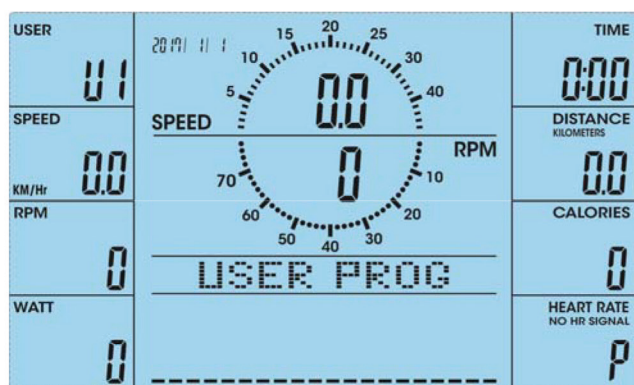 USER
U1
SPEED
KM/Hr 0.0
RPM
0
WATT
0
2017/ 1/ 1
5 10 15 20 25 30 40
SPEED 0.0
RPM 0
70 60 50 40 30 20 10
USER PROG
TIME
0:00
DISTANCE
KILOMETERS
0.0
CALORIES
0
HEART RATE
NO HR SIGNAL
P